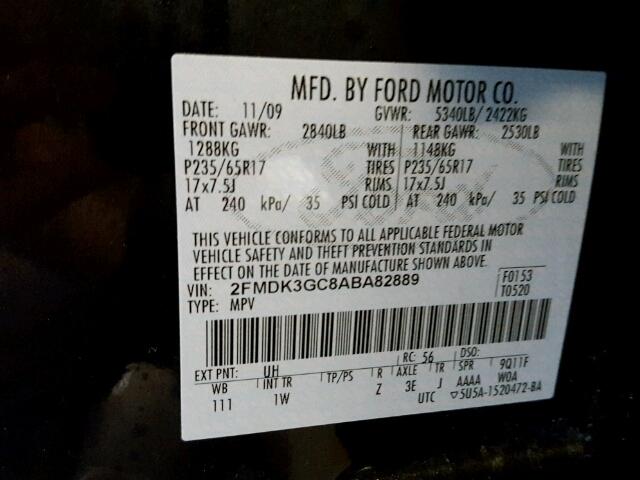 MFD. BY FORD MOTOR CO.
DATE: 11/09 GVWR: 5340LB/ 2422KG
FRONT GAWR: 2840LB REAR GAWR: 2530LB
1288KG WITH 1148KG WITH
P235/65R17 TIRES P235/65R17 TIRES
17x7.5J RIMS 17x7.5J RIMS
AT 240 kPa/ 35 PSI COLD AT 240 kPa/ 35 PSI COLD
THIS VEHICLE CONFORMS TO ALL APPLICABLE FEDERAL MOTOR
VEHICLE SAFETY AND THEFT PREVENTION STANDARDS IN
EFFECT ON THE DATE OF MANUFACTURE SHOWN ABOVE.
VIN: 2FMDK3GC8ABA82889 F0153
TYPE: MPV T0520
EXT PNT: UH RC: 56 DSO: 9Q11F
WB INT TR TP/PS R AXLE TR SPR W0A
111 1W Z 3E J AAAA
UTC ▽5U5A-1520472-BA